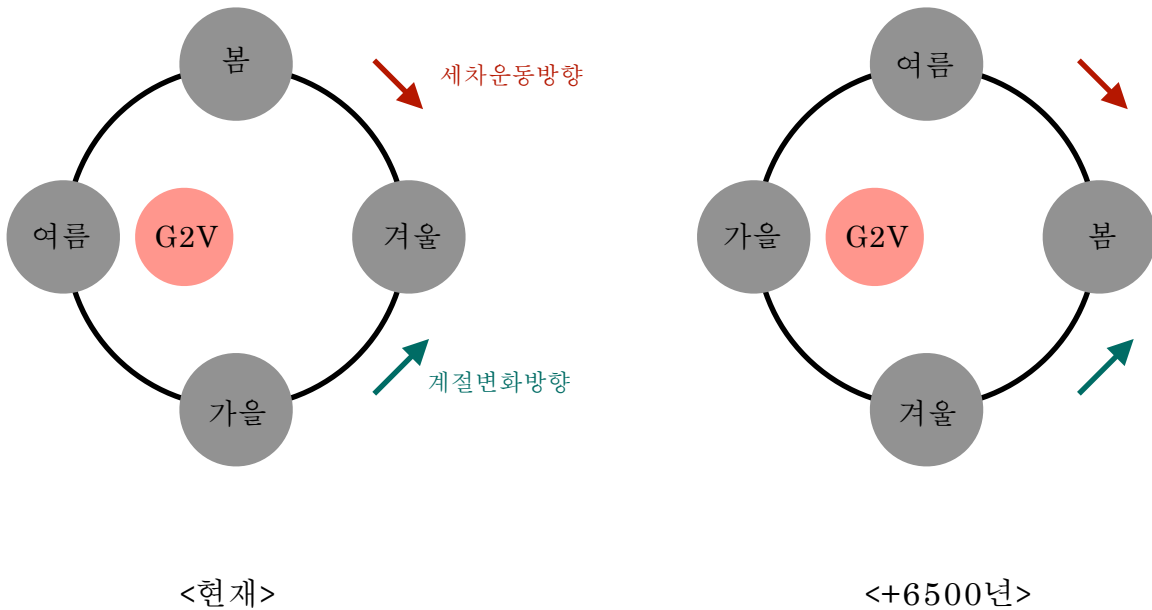 봄
세차운동방향
여름
G2V
겨울
계절변화방향
가을
<현재>
여름
가을
G2V
봄
겨울
<+6500년>